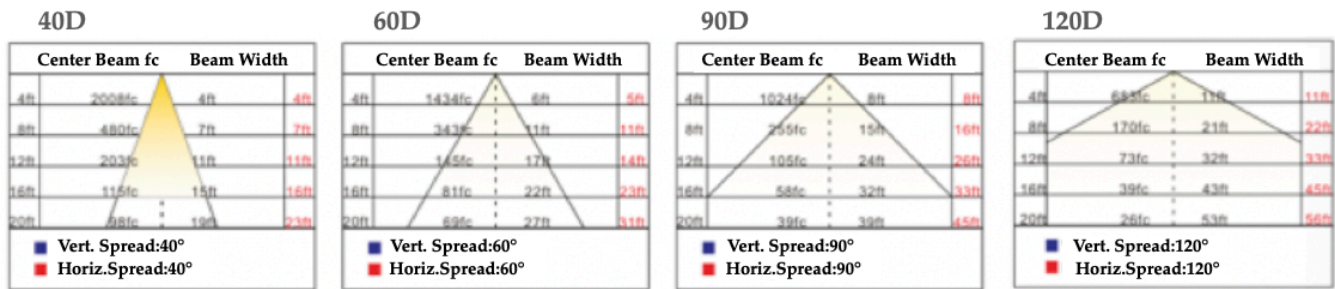 40D
Center Beam fc Beam Width
4ft 2008fc 4ft 4ft
8ft 480fc 7ft 7ft
12ft 203fc 11ft 11ft
16ft 115fc 15ft 16ft
20ft 98fc 19ft 23ft
Vert. Spread:40°
Horiz.Spread:40°
60D
Center Beam fc Beam Width
4ft 1434fc 6ft 5ft
8ft 343fc 11ft 11ft
12ft 145fc 17ft 14ft
16ft 81fc 22ft 23ft
20ft 69fc 27ft 31ft
Vert. Spread:60°
Horiz.Spread:60°
90D
Center Beam fc Beam Width
4ft 1024fc 8ft 8ft
8ft 255fc 15ft 16ft
12ft 105fc 24ft 26ft
16ft 58fc 32ft 33ft
20ft 39fc 39ft 45ft
Vert. Spread:90°
Horiz.Spread:90°
120D
Center Beam fc Beam Width
4ft 11ft 11ft
8ft 170fc 21ft 22ft
12ft 73fc 32ft 33ft
16ft 39fc 43ft 45ft
20ft 26fc 53ft 56ft
Vert. Spread:120°
Horiz.Spread:120°